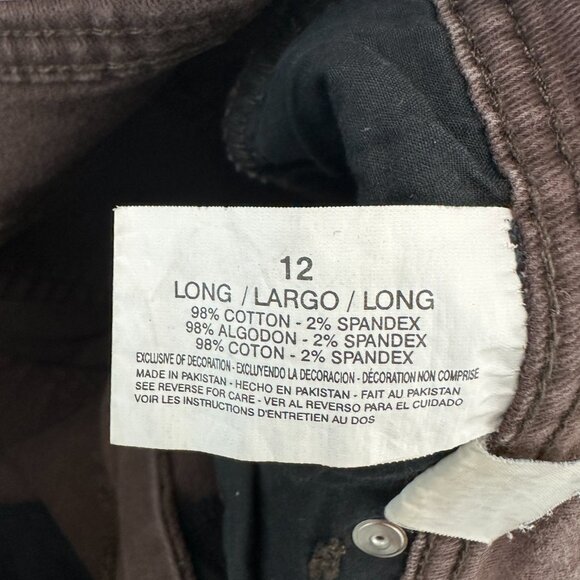 12
LONG / LARGO / LONG
98% COTTON - 2% SPANDEX
98% ALGODON - 2% SPANDEX
98% COTON - 2% SPANDEX
EXCLUSIVE OF DECORATION - EXCLUYENDO LA DECORACION - DÉCORATION NON COMPRISE
MADE IN PAKISTAN - HECHO EN PAKISTAN - FAIT AU PAKISTAN
SEE REVERSE FOR CARE - VER AL REVERSO PARA EL CUIDADO
VOIR LES INSTRUCTIONS D'ENTRETIEN AU DOS